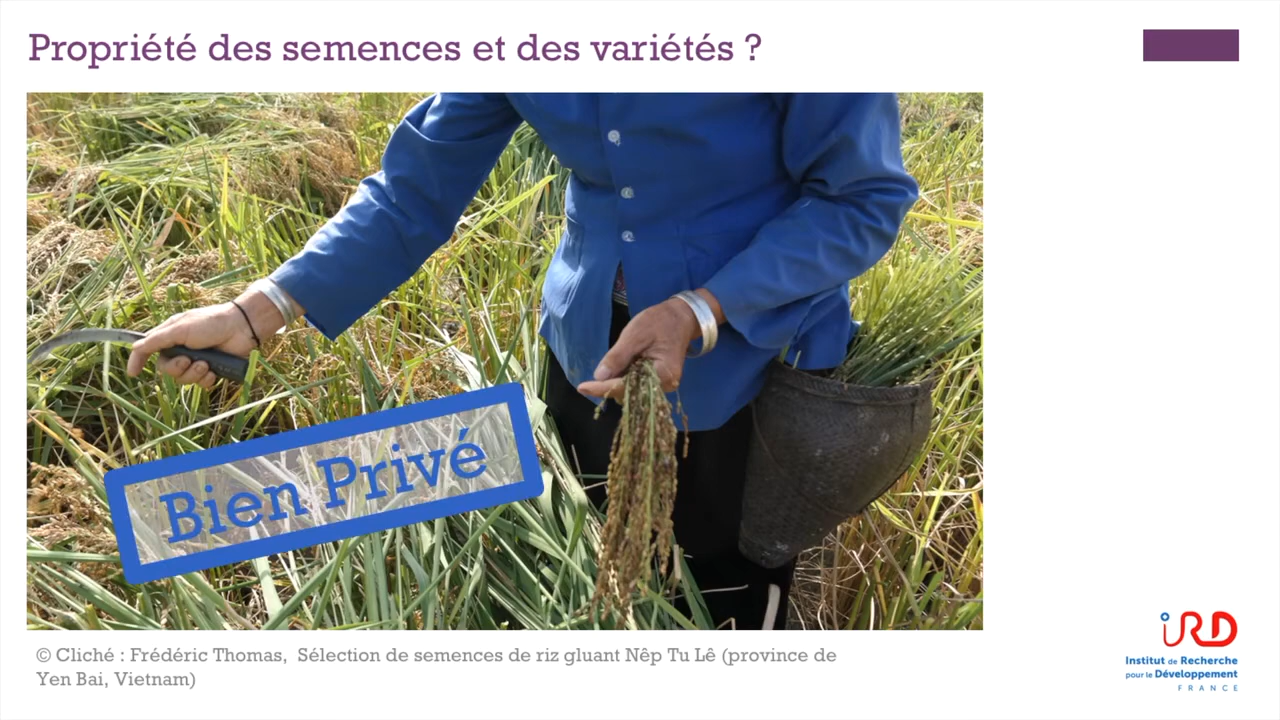 Propriété des semences et des variétés ?
Bien Privé
© Cliché : Frédéric Thomas, Sélection de semences de riz gluant Nêp Tu Lê (province de
Yen Bai, Vietnam)
iRD
Institut de Recherche
pour le Développement
FRANCE